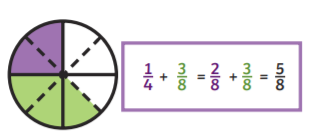 1/4 + 3/8 = 2/8 + 3/8 = 5/8